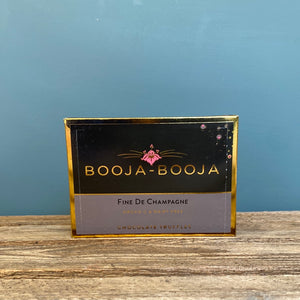 BOOJA-BOOJA
FINE DE CHAMPAGNE
CHOCOLATE TRUFFLES